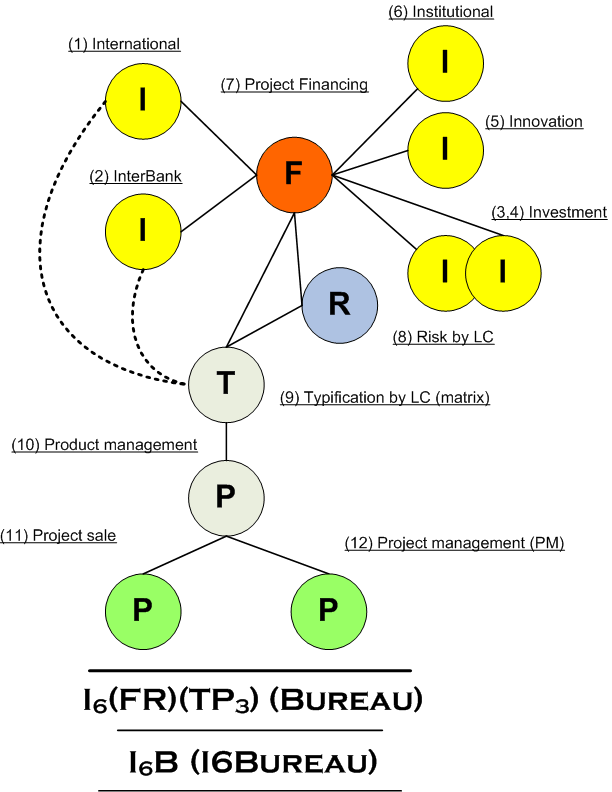 (6) Institutional
(1) International
I
I
(7) Project Financing
(5) Innovation
I
F
(2) InterBank
(3,4) Investment
I
I
I
R
(8) Risk by LC
T
(9) Typification by LC (matrix)
(10) Product management
P
(11) Project sale
(12) Project management (PM)
P
P
I₆(FR)(TP₃) (Bureau)
I₆B (I6Bureau)